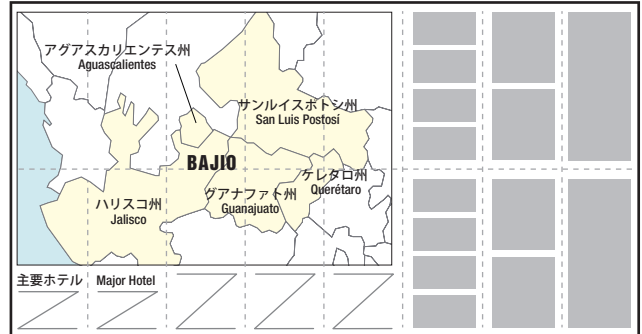 アグアスカリエンテス州
Aguascalientes
サンルイスポトシ州
San Luis Postosí
BAJIO
ケレタロ州
Querétaro
ハリスコ州
Jalisco
グアナファト州
Guanajuato
主要ホテル Major Hotel